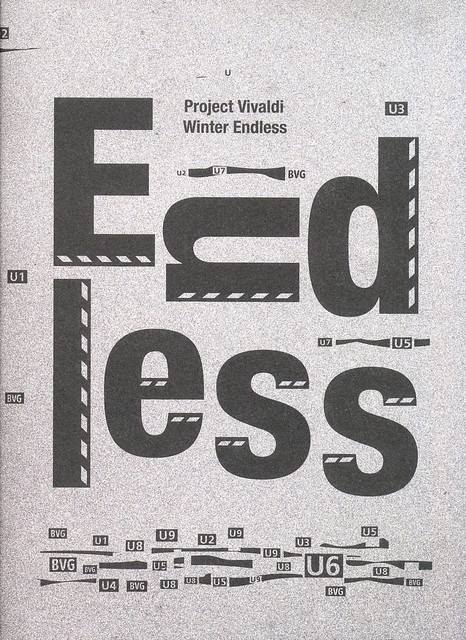 2
U
Project Vivaldi
Winter Endless
U3
End
U2 U7 BVG
U1
less
U7 U5
BVG
BVG U1 U8 U9 U2 U9 U3 U5
BVG BVG U5 U9 U8 U6 U8
U4 BVG U8 U8 U5 U9 BVG BVG